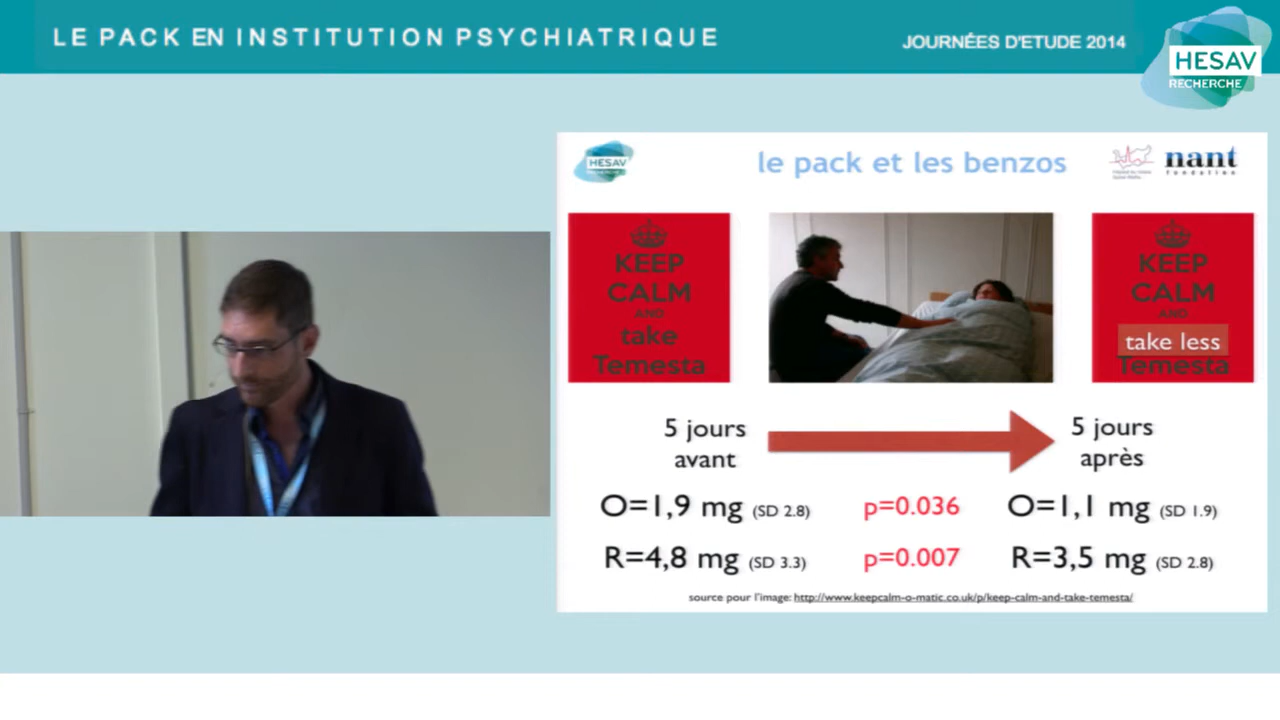 LE PACK EN INSTITUTION PSYCHIATRIQUE
JOURNÉES D'ETUDE 2014
HESAV
RECHERCHE
HESAV
le pack et les benzos
nant
fondation
KEEP
CALM
AND
take
Temesta
KEEP
CALM
AND
take less
Temesta
5 jours
avant
5 jours
après
O=1,9 mg (SD 2.8)
p=0.036
O=1,1 mg (SD 1.9)
R=4,8 mg (SD 3.3)
p=0.007
R=3,5 mg (SD 2.8)
source pour l'image: http://www.keepcalm-o-matic.co.uk/p/keep-calm-and-take-temesta/